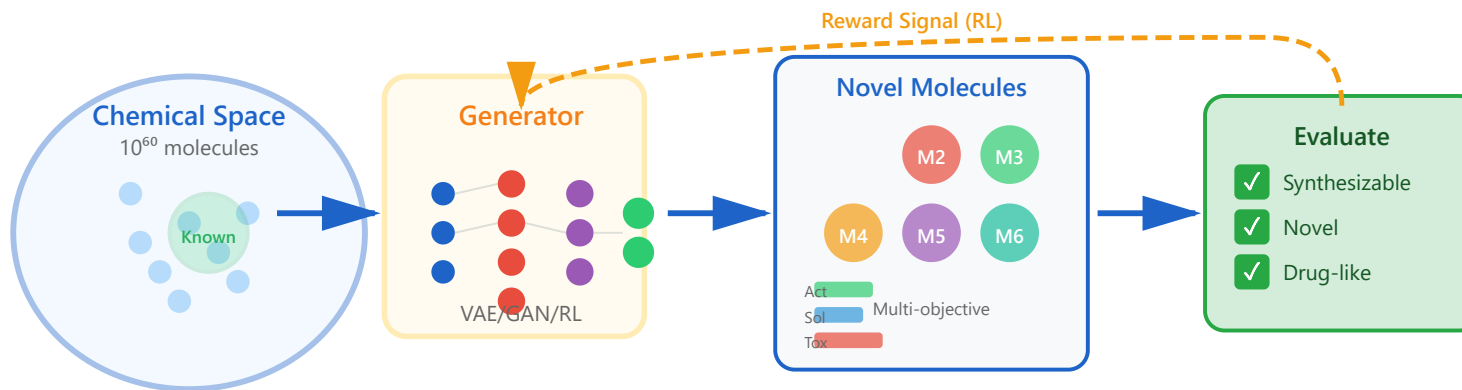 Reward Signal (RL)
Chemical Space
10⁶⁰ molecules
Known
Generator
VAE/GAN/RL
Novel Molecules
M2 M3
M4 M5 M6
Act
Sol
Tox
Multi-objective
Evaluate
✓ Synthesizable
✓ Novel
✓ Drug-like